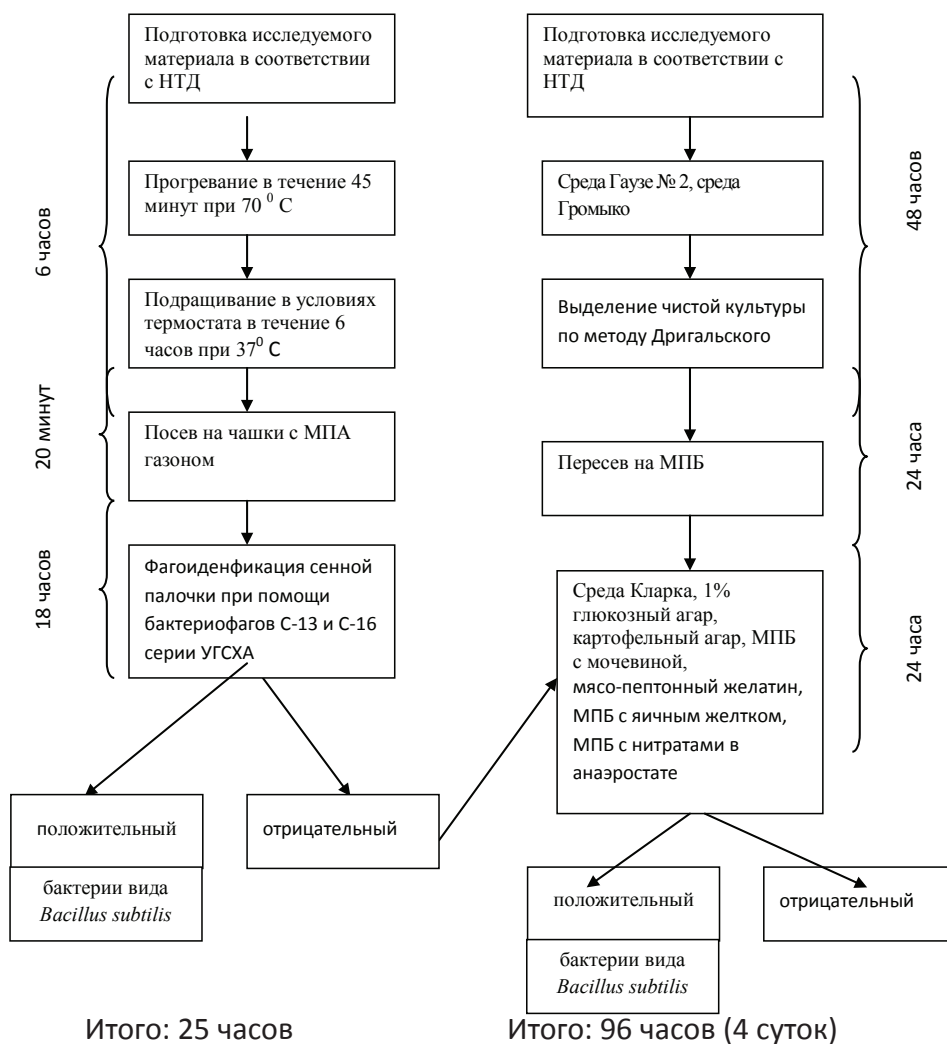 Подготовка исследуемого
материала в соответствии
с НТД
Прогревание в течение 45
минут при 70 ⁰ С
Подращивание в условиях
термостата в течение 6
часов при 37⁰ С
Посев на чашки с МПА
газоном
Фагоиденфикация сенной
палочки при помощи
бактериофагов С-13 и С-16
серии УГСХА
6 часов
20 минут
18 часов
положительный
бактерии вида
Bacillus subtilis
отрицательный
Итого: 25 часов
Подготовка исследуемого
материала в соответствии с
НТД
Среда Гаузе № 2, среда
Громыко
Выделение чистой культуры
по методу Дригальского
Пересев на МПБ
Среда Кларка, 1%
глюкозный агар,
картофельный агар, МПБ
с мочевиной,
мясо-пептонный желатин,
МПБ с яичным желтком,
МПБ с нитратами в
анаэростате
48 часов
24 часа
24 часа
положительный
бактерии вида
Bacillus subtilis
отрицательный
Итого: 96 часов (4 суток)